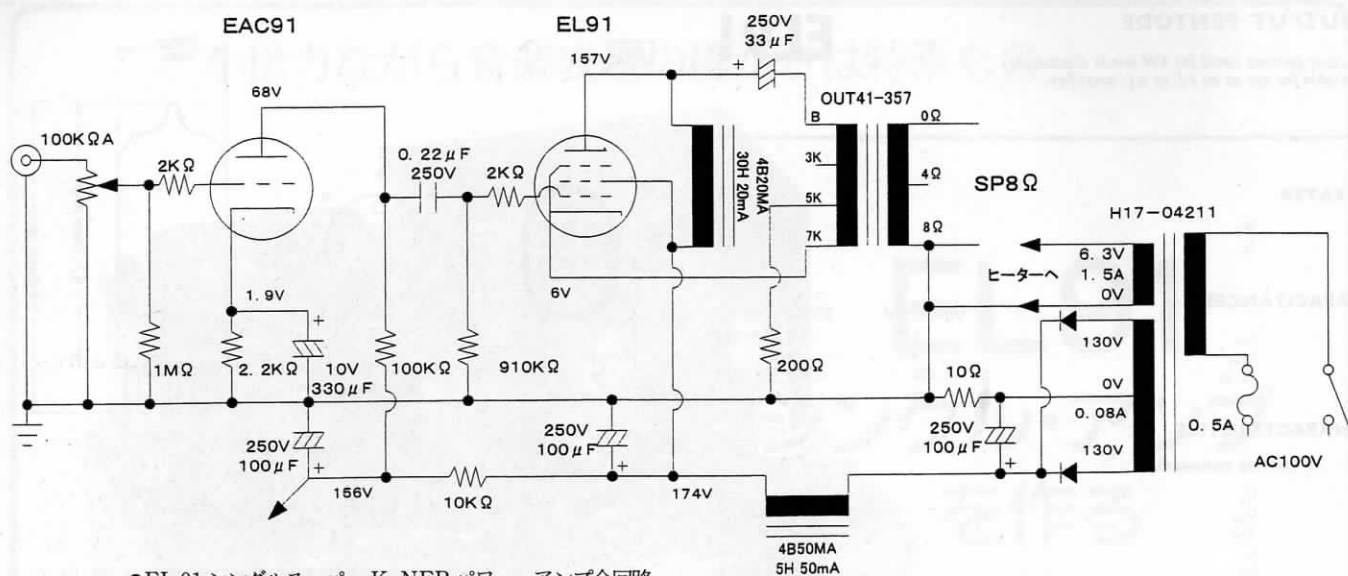 EAC91
EL91
250V
33μF
+
157V
OUT41-357
68V
100KΩA
2KΩ
0.22μF
250V
2KΩ
4B20MA
30H 20mA
B
3K
5K
7K
0Ω
4Ω
8Ω
SP8Ω
H17-04211
6.3V
1.5A
0V
ヒーターへ
6V
1.9V
+
130V
1MΩ
2.2KΩ
10V
330μF
100KΩ
910KΩ
200Ω
10Ω
0V
0.08A
0.5A
250V
100μF
+
250V
100μF
+
250V
100μF
+
130V
AC100V
156V
10KΩ
174V
4B50MA
5H 50mA